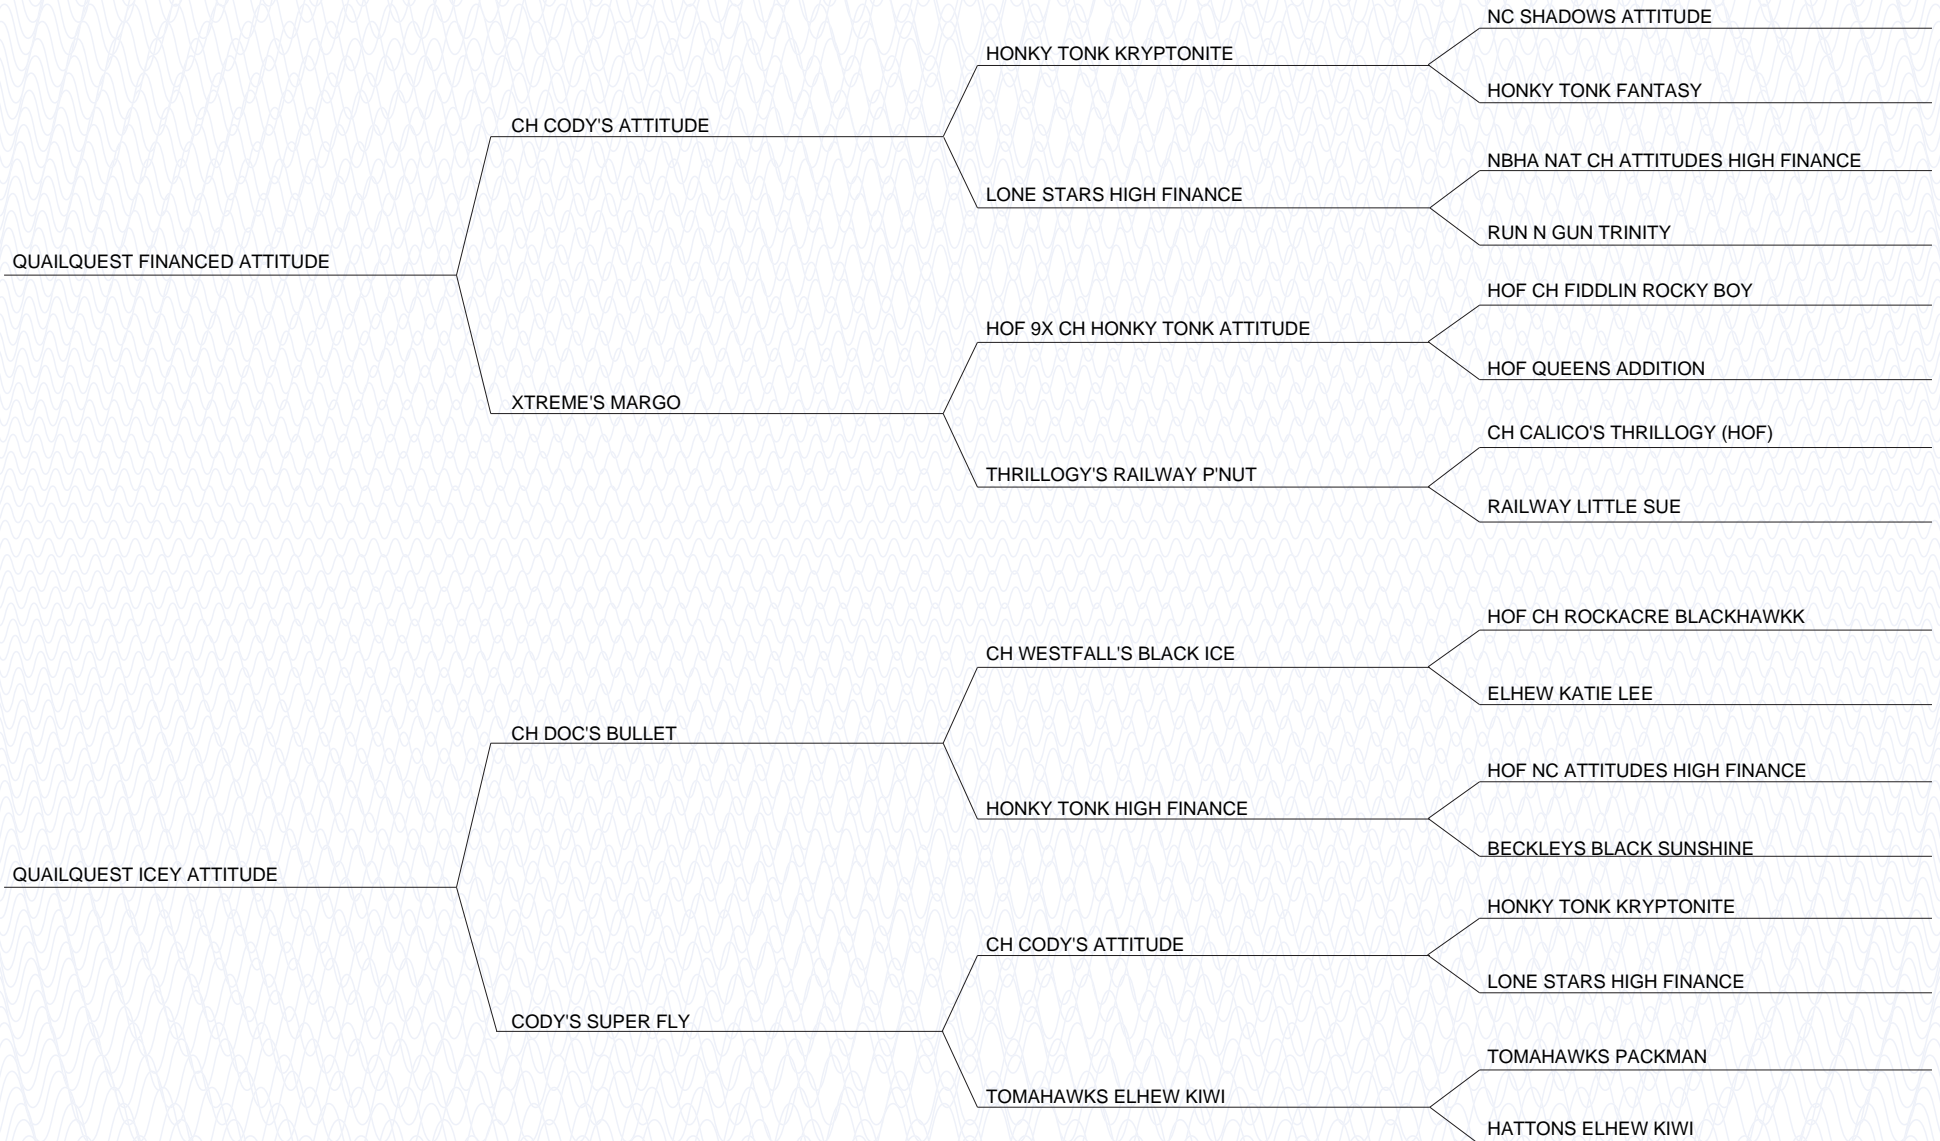 NC SHADOWS ATTITUDE
HONKY TONK KRYPTONITE
HONKY TONK FANTASY
CH CODY'S ATTITUDE
NBHA NAT CH ATTITUDES HIGH FINANCE
LONE STARS HIGH FINANCE
RUN N GUN TRINITY
QUAILQUEST FINANCED ATTITUDE
HOF CH FIDDLIN ROCKY BOY
HOF 9X CH HONKY TONK ATTITUDE
HOF QUEENS ADDITION
XTREME'S MARGO
CH CALICO'S THRILLOGY (HOF)
THRILLOGY'S RAILWAY P'NUT
RAILWAY LITTLE SUE
HOF CH ROCKACRE BLACKHAWKK
CH WESTFALL'S BLACK ICE
ELHEW KATIE LEE
CH DOC'S BULLET
HOF NC ATTITUDES HIGH FINANCE
HONKY TONK HIGH FINANCE
BECKLEYS BLACK SUNSHINE
QUAILQUEST ICEY ATTITUDE
HONKY TONK KRYPTONITE
CH CODY'S ATTITUDE
LONE STARS HIGH FINANCE
CODY'S SUPER FLY
TOMAHAWKS PACKMAN
TOMAHAWKS ELHEW KIWI
HATTONS ELHEW KIWI